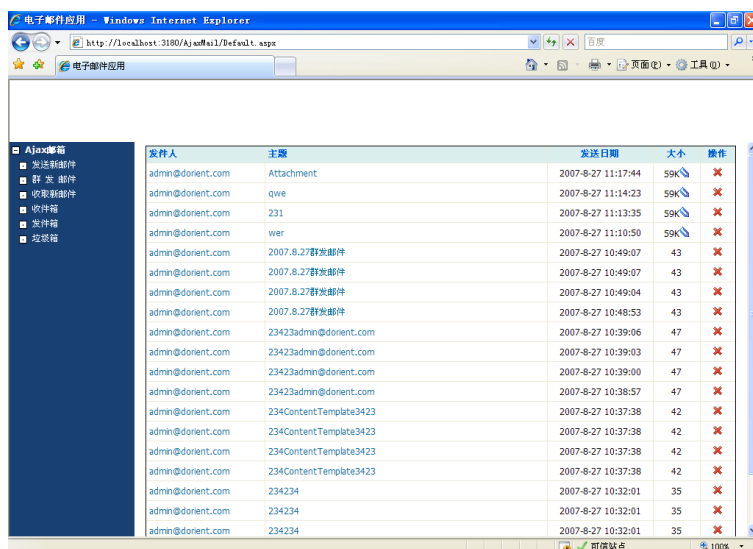 电子邮件应用 - Windows Internet Explorer
http://localhost:3180/AjaxMail/Default.aspx 百度
电子邮件应用 页面(P) 工具(O)
Ajax邮箱
发送新邮件
群 发 邮件
收取新邮件
收件箱
发件箱
垃圾箱
发件人 主题 发送日期 大小 操作
admin@dorient.com Attachment 2007-8-27 11:17:44 59K
admin@dorient.com qwe 2007-8-27 11:14:23 59K
admin@dorient.com 231 2007-8-27 11:13:35 59K
admin@dorient.com wer 2007-8-27 11:10:50 59K
admin@dorient.com 2007.8.27群发邮件 2007-8-27 10:49:07 43
admin@dorient.com 2007.8.27群发邮件 2007-8-27 10:49:07 43
admin@dorient.com 2007.8.27群发邮件 2007-8-27 10:49:04 43
admin@dorient.com 2007.8.27群发邮件 2007-8-27 10:48:53 43
admin@dorient.com 23423admin@dorient.com 2007-8-27 10:39:06 47
admin@dorient.com 23423admin@dorient.com 2007-8-27 10:39:03 47
admin@dorient.com 23423admin@dorient.com 2007-8-27 10:39:00 47
admin@dorient.com 23423admin@dorient.com 2007-8-27 10:38:57 47
admin@dorient.com 234ContentTemplate3423 2007-8-27 10:37:38 42
admin@dorient.com 234ContentTemplate3423 2007-8-27 10:37:38 42
admin@dorient.com 234ContentTemplate3423 2007-8-27 10:37:38 42
admin@dorient.com 234ContentTemplate3423 2007-8-27 10:37:38 42
admin@dorient.com 234234 2007-8-27 10:32:01 35
admin@dorient.com 234234 2007-8-27 10:32:01 35
admin@dorient.com 234234 2007-8-27 10:32:01 35
可信站点 100%